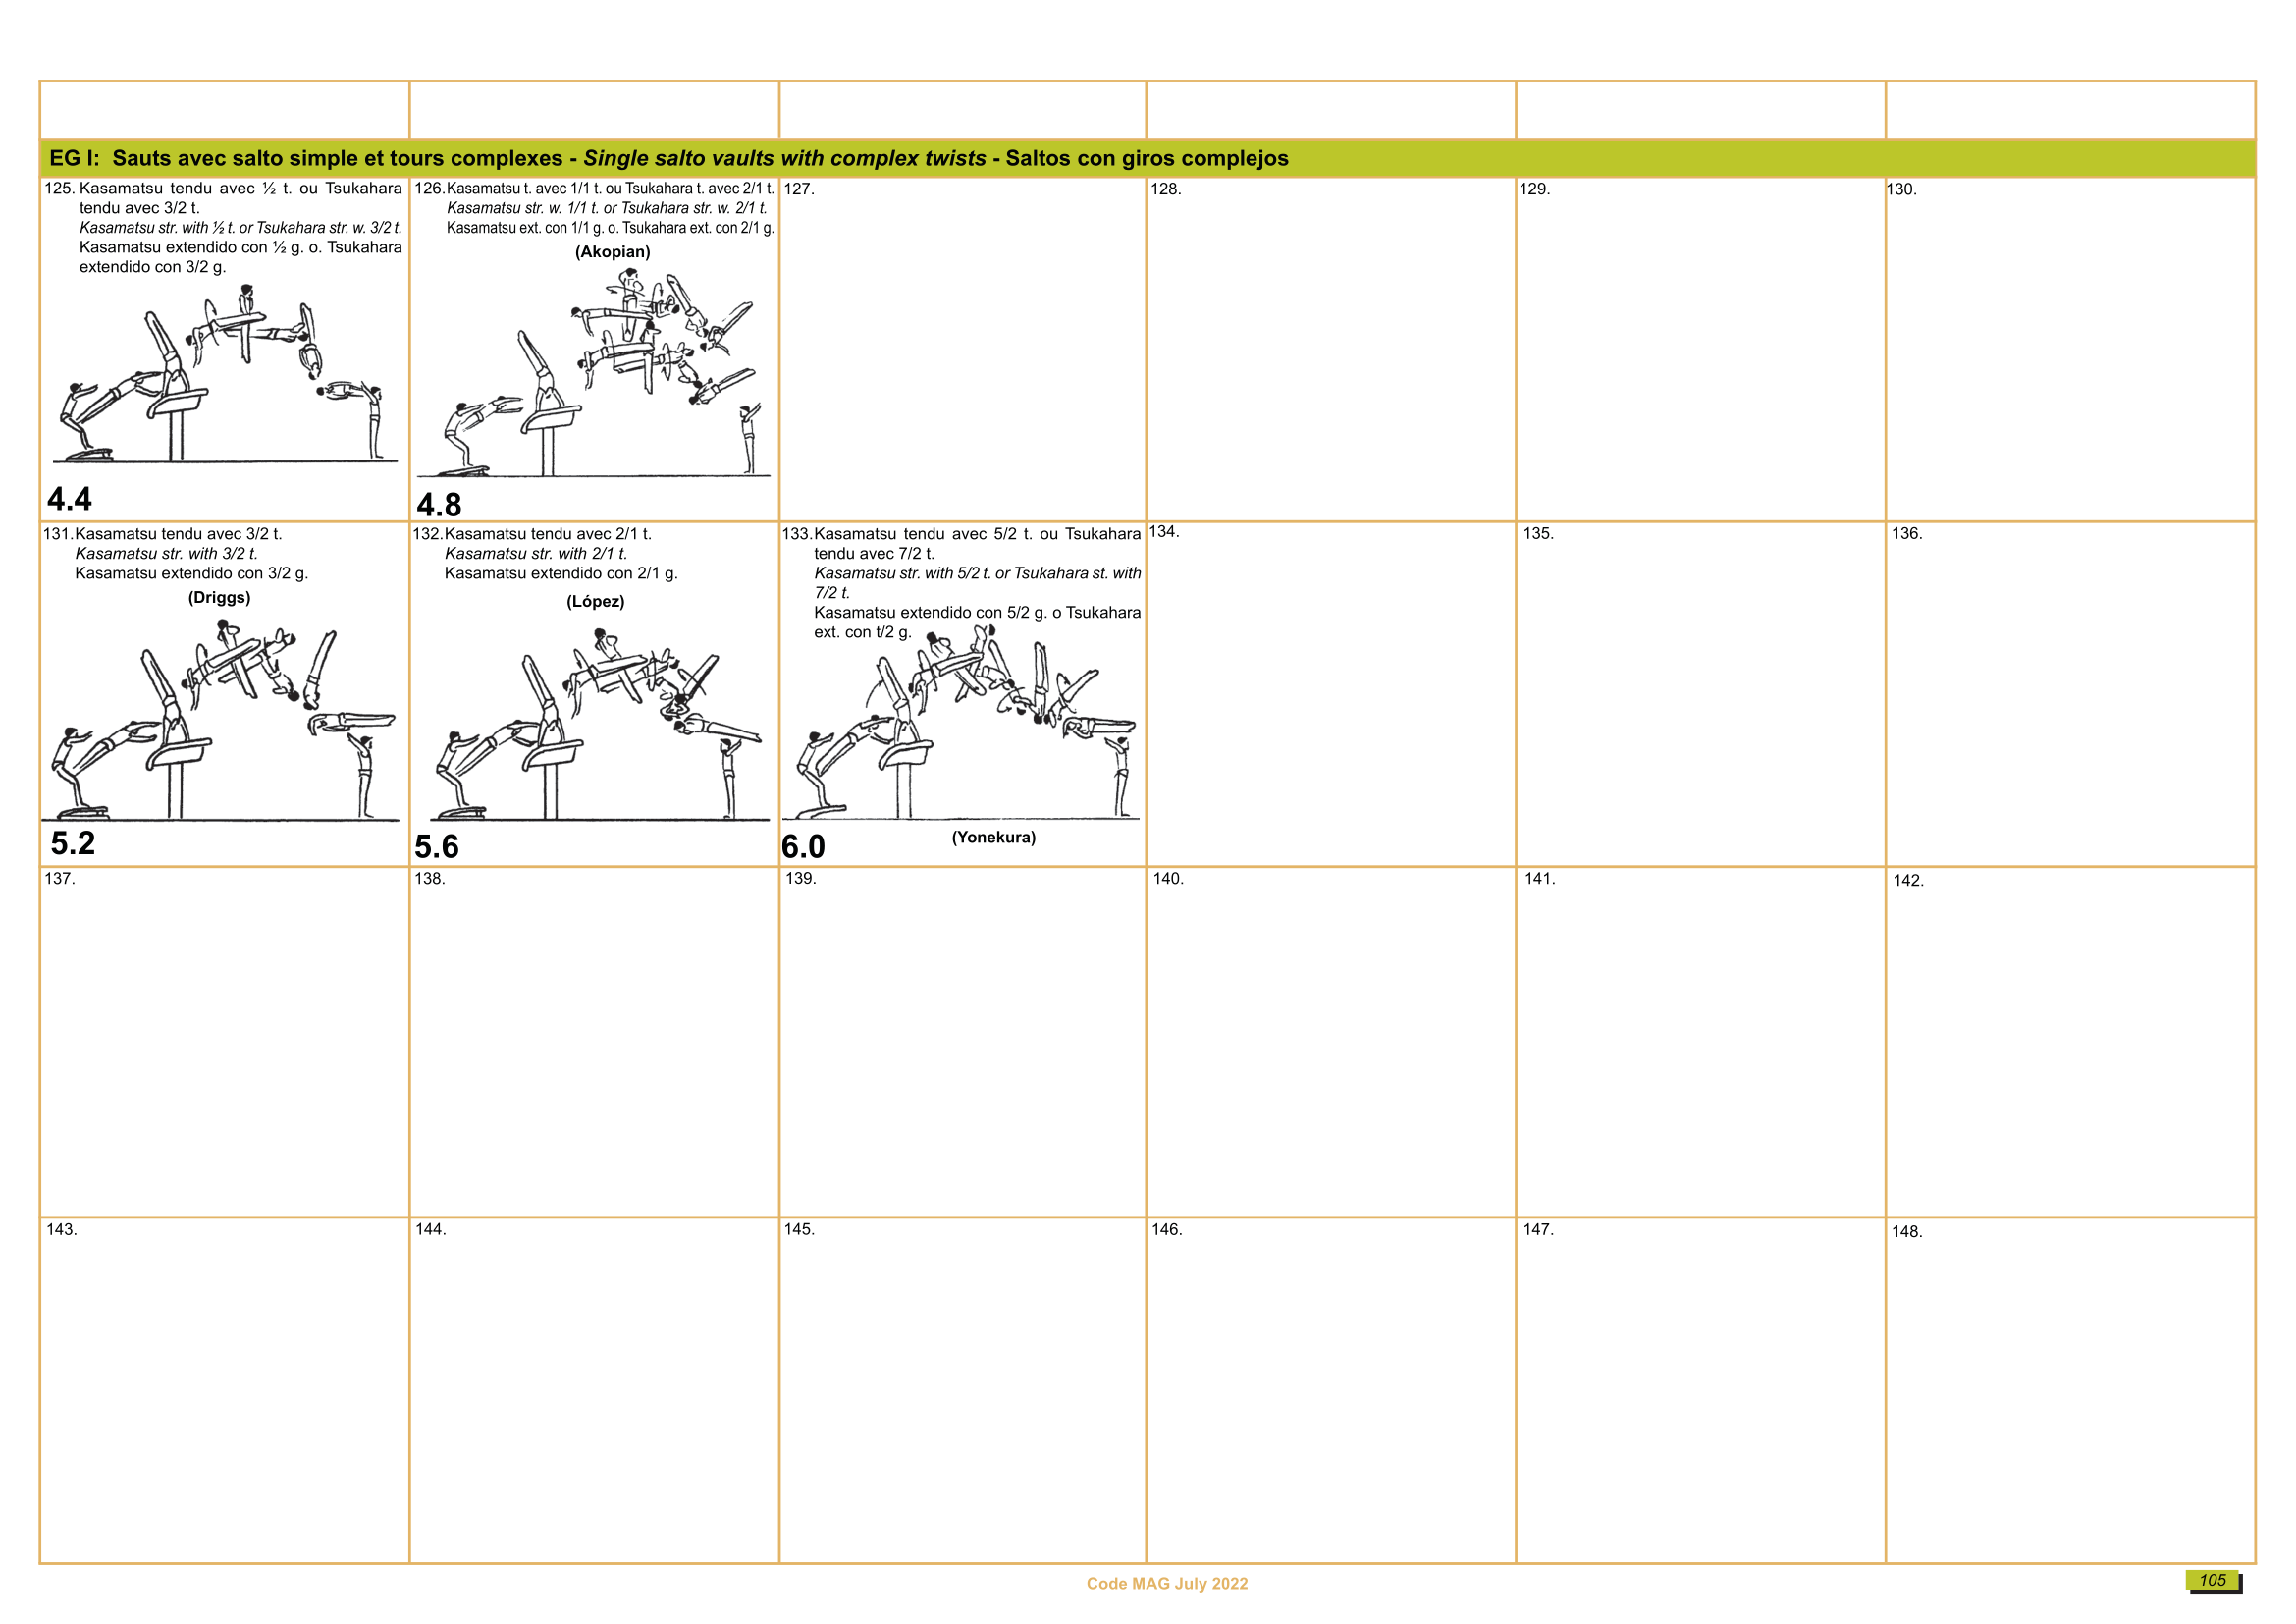 EG I: Sauts avec salto simple et tours complexes - Single salto vaults with complex twists - Saltos con giros complejos
125. Kasamatsu tendu avec ½ t. ou Tsukahara
tendu avec 3/2 t.
Kasamatsu str. with ½ t. or Tsukahara str. w. 3/2 t.
Kasamatsu extendido con ½ g. o. Tsukahara
extendido con 3/2 g.
4.4
126. Kasamatsu t. avec 1/1 t. ou Tsukahara t. avec 2/1 t.
Kasamatsu str. w. 1/1 t. or Tsukahara str. w. 2/1 t.
Kasamatsu ext. con 1/1 g. o. Tsukahara ext. con 2/1 g.
(Akopian)
4.8
127.
128.
129.
130.
131. Kasamatsu tendu avec 3/2 t.
Kasamatsu str. with 3/2 t.
Kasamatsu extendido con 3/2 g.
(Driggs)
5.2
132. Kasamatsu tendu avec 2/1 t.
Kasamatsu str. with 2/1 t.
Kasamatsu extendido con 2/1 g.
(López)
5.6
133. Kasamatsu tendu avec 5/2 t. ou Tsukahara
tendu avec 7/2 t.
Kasamatsu str. with 5/2 t. or Tsukahara st. with
7/2 t.
Kasamatsu extendido con 5/2 g. o Tsukahara
ext. con t/2 g.
6.0
(Yonekura)
134.
135.
136.
137.
138.
139.
140.
141.
142.
143.
144.
145.
146.
147.
148.
Code MAG July 2022
105